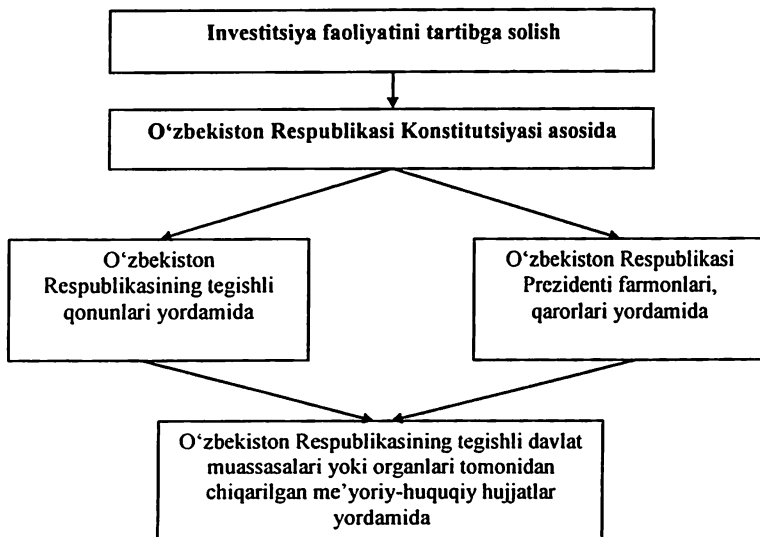 Investitsiya faoliyatini tartibga solish
O‘zbekiston Respublikasi Konstitutsiyasi asosida
O‘zbekiston
Respublikasining tegishli
qonunlari yordamida
O‘zbekiston Respublikasi
Prezidenti farmonlari,
qarorlari yordamida
O‘zbekiston Respublikasining tegishli davlat
muassasalari yoki organlari tomonidan
chiqarilgan me’yoriy-huquqiy hujjatlar
yordamida